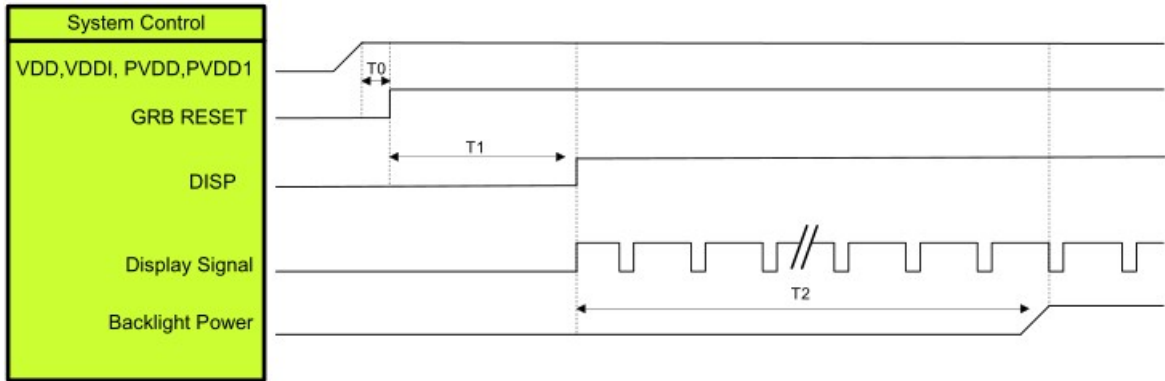 System Control
VDD,VDDI, PVDD,PVDD1
T0
GRB RESET
T1
DISP
Display Signal
T2
Backlight Power